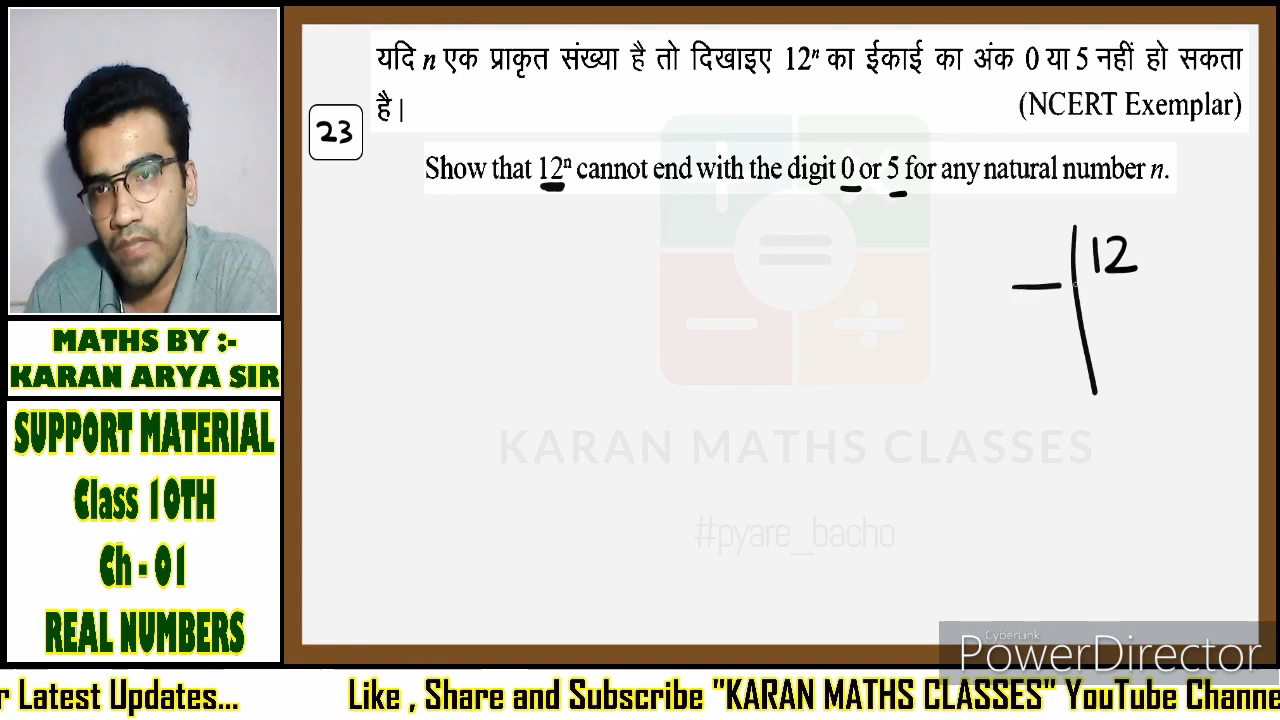 यदि n एक प्राकृत संख्या है तो दिखाइए 12ⁿ का ईकाई का अंक 0 या 5 नहीं हो सकता
है| (NCERT Exemplar)
23
Show that 12ⁿ cannot end with the digit 0 or 5 for any natural number n.
12
MATHS BY :-
KARAN ARYA SIR
SUPPORT MATERIAL
Class 10TH
Ch - 01
REAL NUMBERS
KARAN MATHS CLASSES
#pyare_bacho
CyberLink
PowerDirector
r Latest Updates... Like , Share and Subscribe "KARAN MATHS CLASSES" YouTube Channe